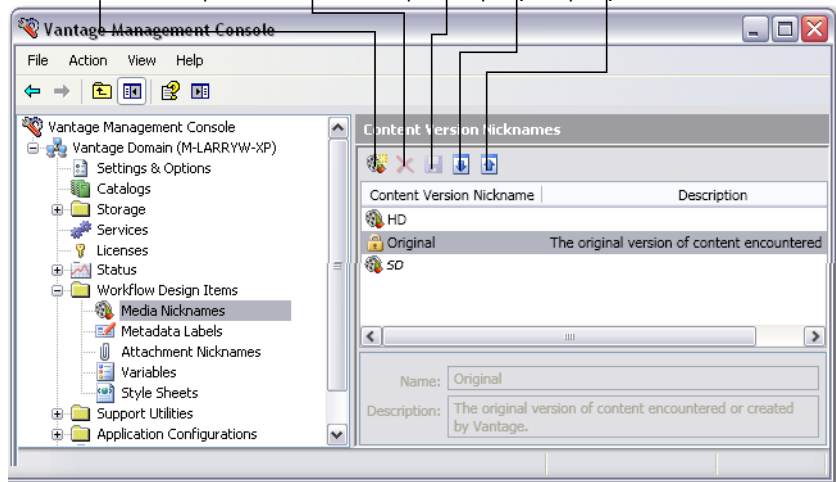 Vantage Management Console
File Action View Help
Vantage Management Console
Vantage Domain (M-LARRYW-XP)
Settings & Options
Catalogs
Storage
Services
Licenses
Status
Workflow Design Items
Media Nicknames
Metadata Labels
Attachment Nicknames
Variables
Style Sheets
Support Utilities
Application Configurations
Content Version Nicknames
Content Version Nickname Description
HD
Original The original version of content encountered
SD
Name: Original
Description: The original version of content encountered or created
by Vantage.